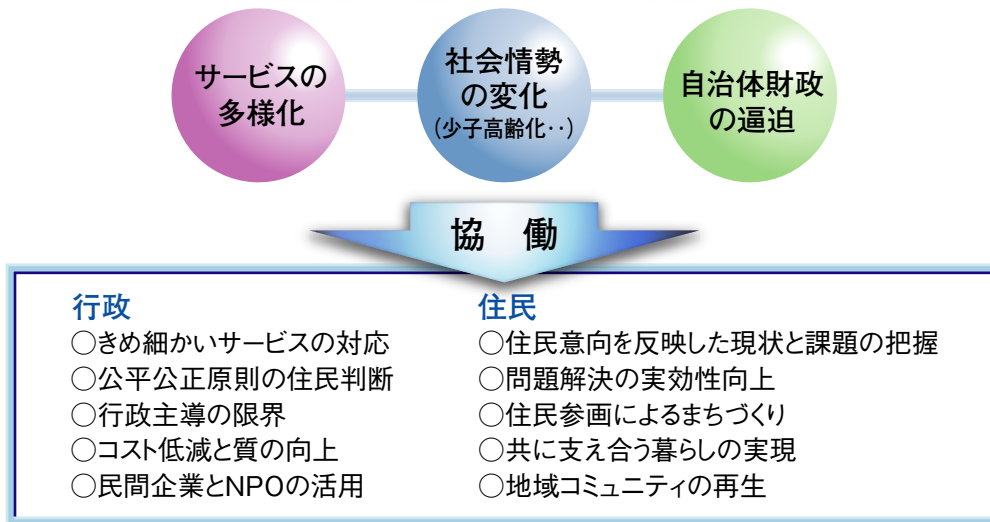 サービスの
多様化
社会情勢
の変化
(少子高齢化‥)
自治体財政
の逼迫
協 働
行政
○きめ細かいサービスの対応
○公平公正原則の住民判断
○行政主導の限界
○コスト低減と質の向上
○民間企業とNPOの活用
住民
○住民意向を反映した現状と課題の把握
○問題解決の実効性向上
○住民参画によるまちづくり
○共に支え合う暮らしの実現
○地域コミュニティの再生